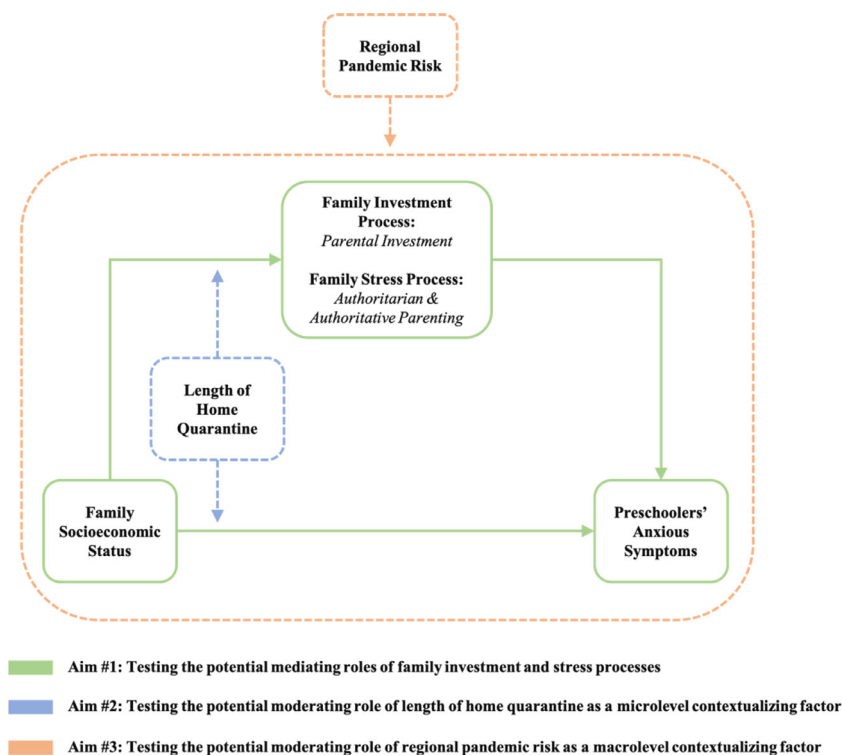 Regional
Pandemic Risk
Family Investment
Process:
Parental Investment
Family Stress Process:
Authoritarian &
Authoritative Parenting
Length of
Home
Quarantine
Family
Socioeconomic
Status
Preschoolers’
Anxious
Symptoms
Aim #1: Testing the potential mediating roles of family investment and stress processes
Aim #2: Testing the potential moderating role of length of home quarantine as a microlevel contextualizing factor
Aim #3: Testing the potential moderating role of regional pandemic risk as a macrolevel contextualizing factor